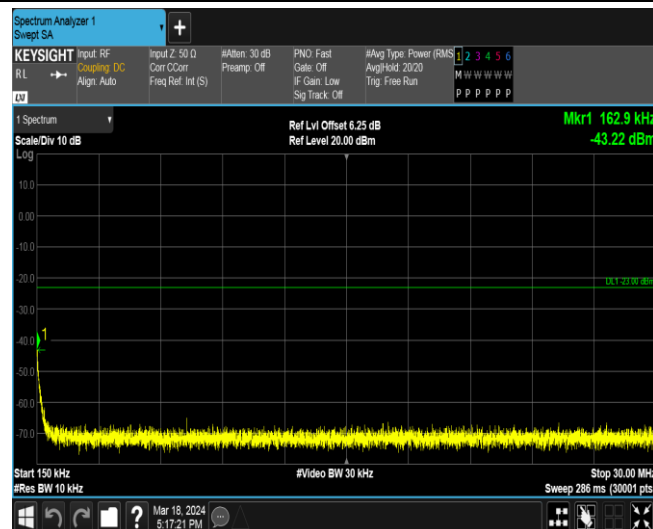 Spectrum Analyzer 1
Swept SA
KEYSIGHT Input: RF Input Z: 50 Ω #Atten: 30 dB PNO: Fast #Avg Type: Power (RMS 1 2 3 4 5 6
RL Coupling: DC Corr CCorr Preamp: Off Gate: Off Avg|Hold: 20/20 M W W W W W
Align: Auto Freq Ref: Int (S) IF Gain: Low Trig: Free Run
Sig Track: Off P P P P P P
LXI
1 Spectrum Ref Lvl Offset 6.25 dB Mkr1 162.9 kHz
Scale/Div 10 dB Ref Level 20.00 dBm -43.22 dBm
Log
10.0
0.00
-10.0
-20.0
DL1 -23.00 dBm
-30.0
1
-40.0
-50.0
-60.0
-70.0
Start 150 kHz #Video BW 30 kHz Stop 30.00 MHz
#Res BW 10 kHz Sweep 286 ms (30001 pts
? Mar 18, 2024
5:17:21 PM